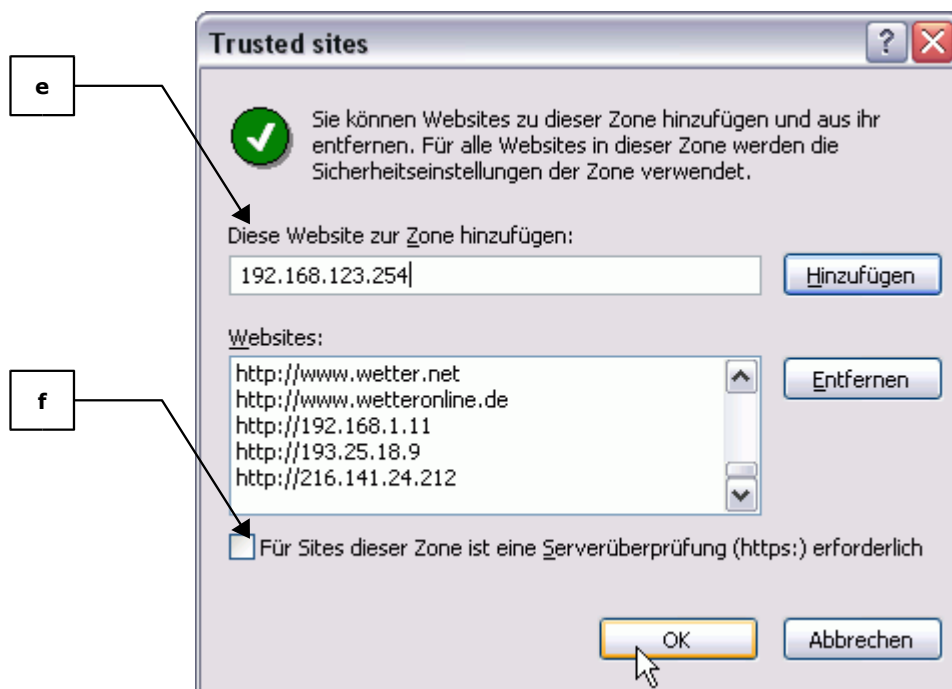 Trusted sites
?
e
Sie können Websites zu dieser Zone hinzufügen und aus ihr
entfernen. Für alle Websites in dieser Zone werden die
Sicherheitseinstellungen der Zone verwendet.
Diese Website zur Zone hinzufügen:
192.168.123.254
Hinzufügen
Websites:
http://www.wetter.net
http://www.wetteronline.de
http://192.168.1.11
http://193.25.18.9
http://216.141.24.212
Entfernen
f
Für Sites dieser Zone ist eine Serverüberprüfung (https:) erforderlich
OK
Abbrechen